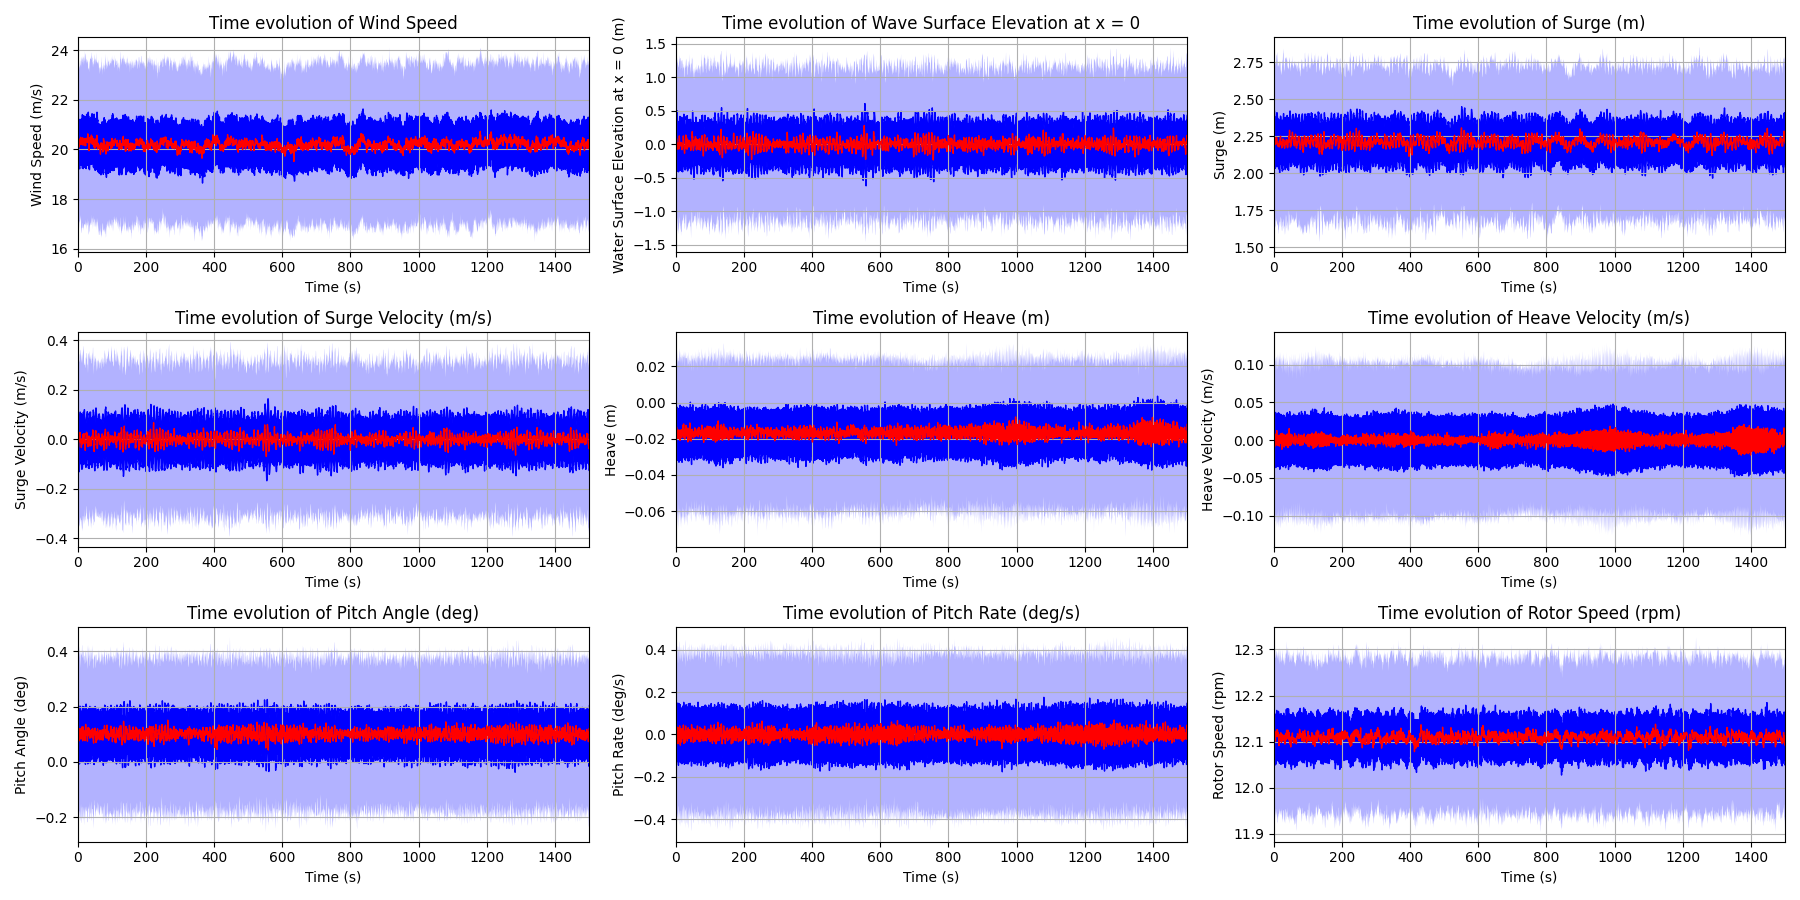 Time evolution of Wind Speed
Wind Speed (m/s)
24
22
20
18
16
0 200 400 600 800 1000 1200 1400
Time (s)
Time evolution of Wave Surface Elevation at x = 0
Water Surface Elevation at x = 0 (m)
1.5
1.0
0.5
0.0
−0.5
−1.0
−1.5
0 200 400 600 800 1000 1200 1400
Time (s)
Time evolution of Surge (m)
Surge (m)
2.75
2.50
2.25
2.00
1.75
1.50
0 200 400 600 800 1000 1200 1400
Time (s)
Time evolution of Surge Velocity (m/s)
Surge Velocity (m/s)
0.4
0.2
0.0
−0.2
−0.4
0 200 400 600 800 1000 1200 1400
Time (s)
Time evolution of Heave (m)
Heave (m)
0.02
0.00
−0.02
−0.04
−0.06
0 200 400 600 800 1000 1200 1400
Time (s)
Time evolution of Heave Velocity (m/s)
Heave Velocity (m/s)
0.10
0.05
0.00
−0.05
−0.10
0 200 400 600 800 1000 1200 1400
Time (s)
Time evolution of Pitch Angle (deg)
Pitch Angle (deg)
0.4
0.2
0.0
−0.2
0 200 400 600 800 1000 1200 1400
Time (s)
Time evolution of Pitch Rate (deg/s)
Pitch Rate (deg/s)
0.4
0.2
0.0
−0.2
−0.4
0 200 400 600 800 1000 1200 1400
Time (s)
Time evolution of Rotor Speed (rpm)
Rotor Speed (rpm)
12.3
12.2
12.1
12.0
11.9
0 200 400 600 800 1000 1200 1400
Time (s)